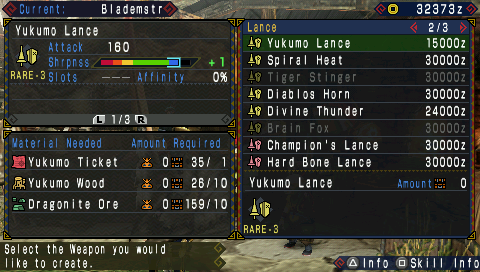 Current: Blademstr
32373z
Yukumo Lance
Attack 160
Shrpnss +1
RARE-3 Slots --- Affinity 0%
L 1/3 R
Material Needed Amount Required
Yukumo Ticket 0 35/ 1
Yukumo Wood 0 26/10
Dragonite Ore 0 159/10
Select the Weapon you would
like to create.
Lance
2/3
Yukumo Lance 15000z
Spiral Heat 30000z
Tiger Stinger 30000z
Diablos Horn 30000z
Divine Thunder 24000z
Brain Fox 30000z
Champion's Lance 30000z
Hard Bone Lance 30000z
Yukumo Lance Amount 0
RARE-3
Info Skill Info